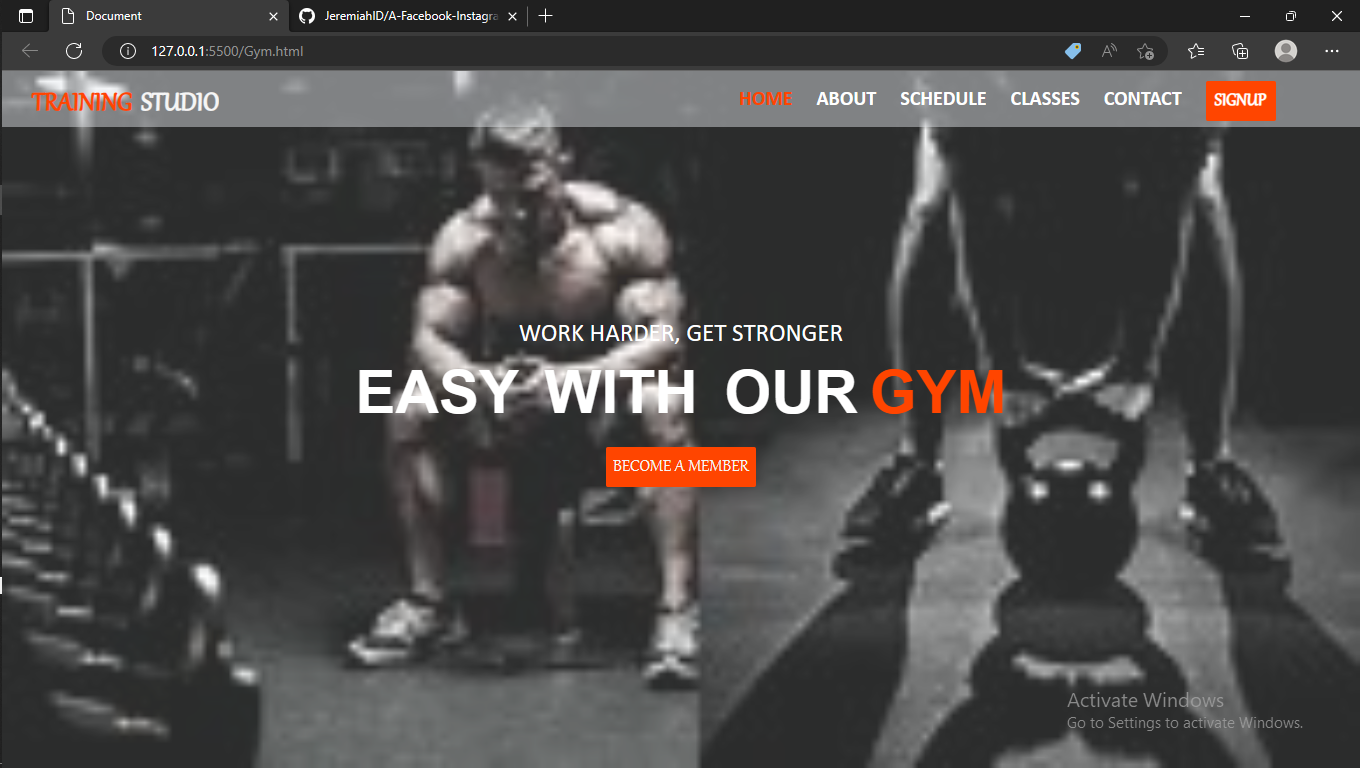 Document
JeremiahID/A-Facebook-Instagra
127.0.0.1:5500/Gym.html
TRAINING STUDIO
HOME ABOUT SCHEDULE CLASSES CONTACT SIGNUP
WORK HARDER, GET STRONGER
EASY WITH OUR GYM
BECOME A MEMBER
Activate Windows
Go to Settings to activate Windows.